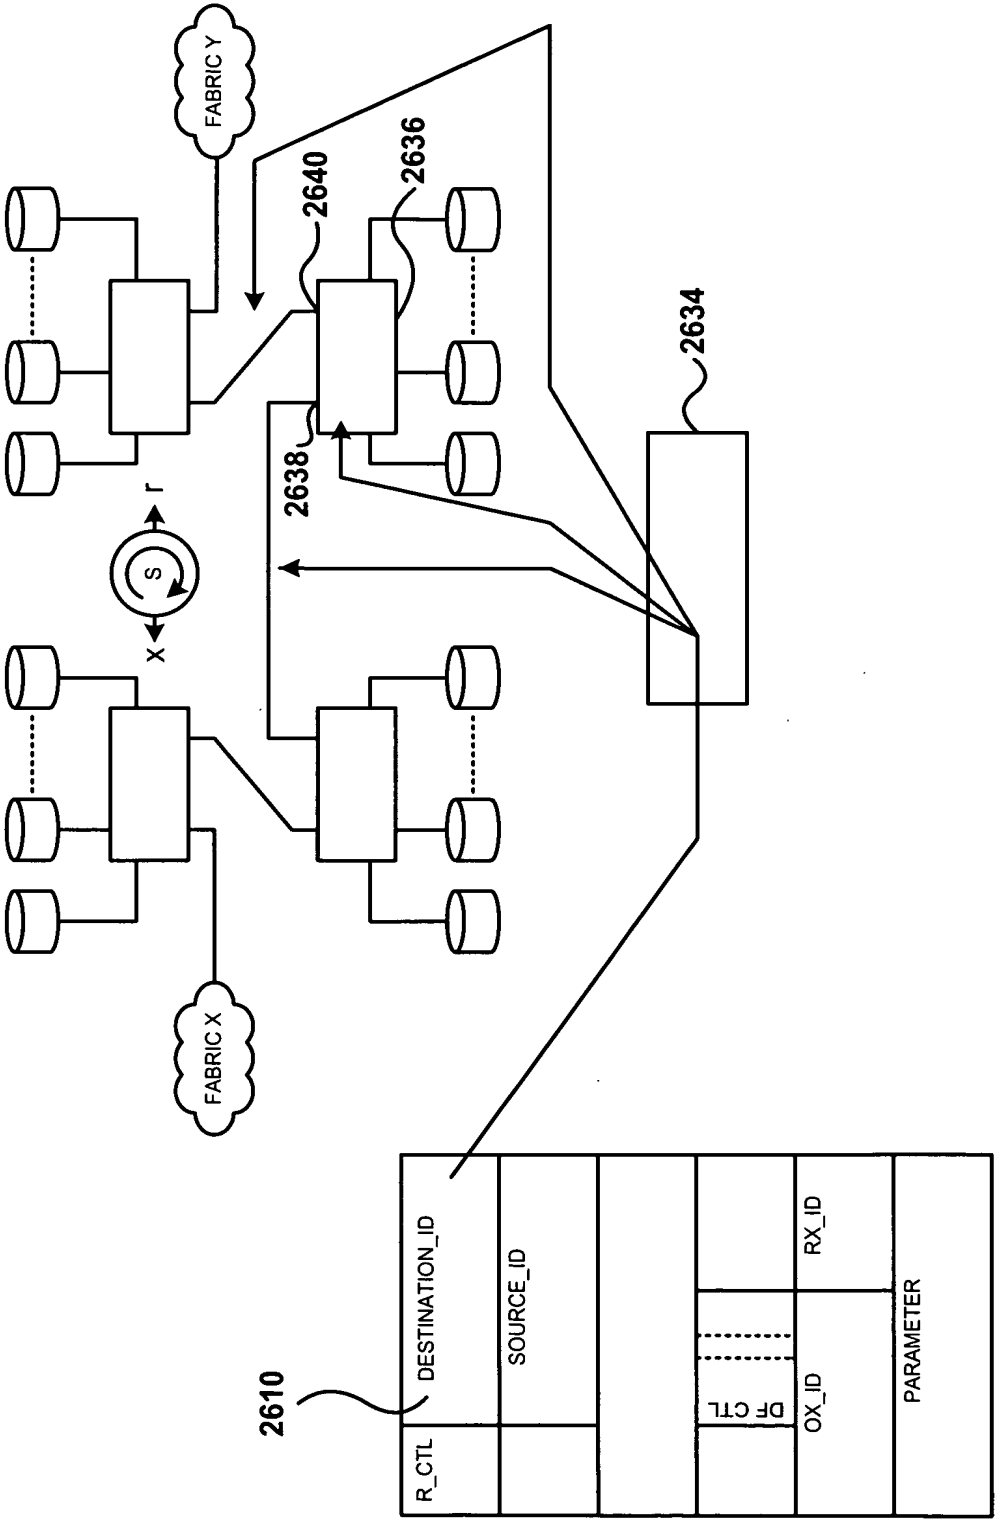 FABRIC X
FABRIC Y
X
S
r
2638
2640
2636
2634
2610
R_CTL
DESTINATION_ID
SOURCE_ID
DF CTL
OX_ID
RX_ID
PARAMETER